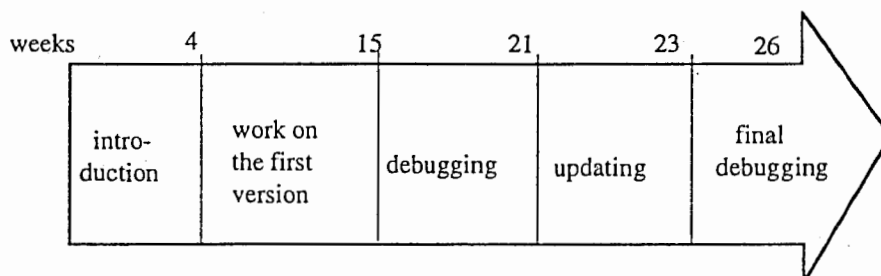 weeks 4 15 21 23 26
intro-
duction
work on
the first
version
debugging
updating
final
debugging